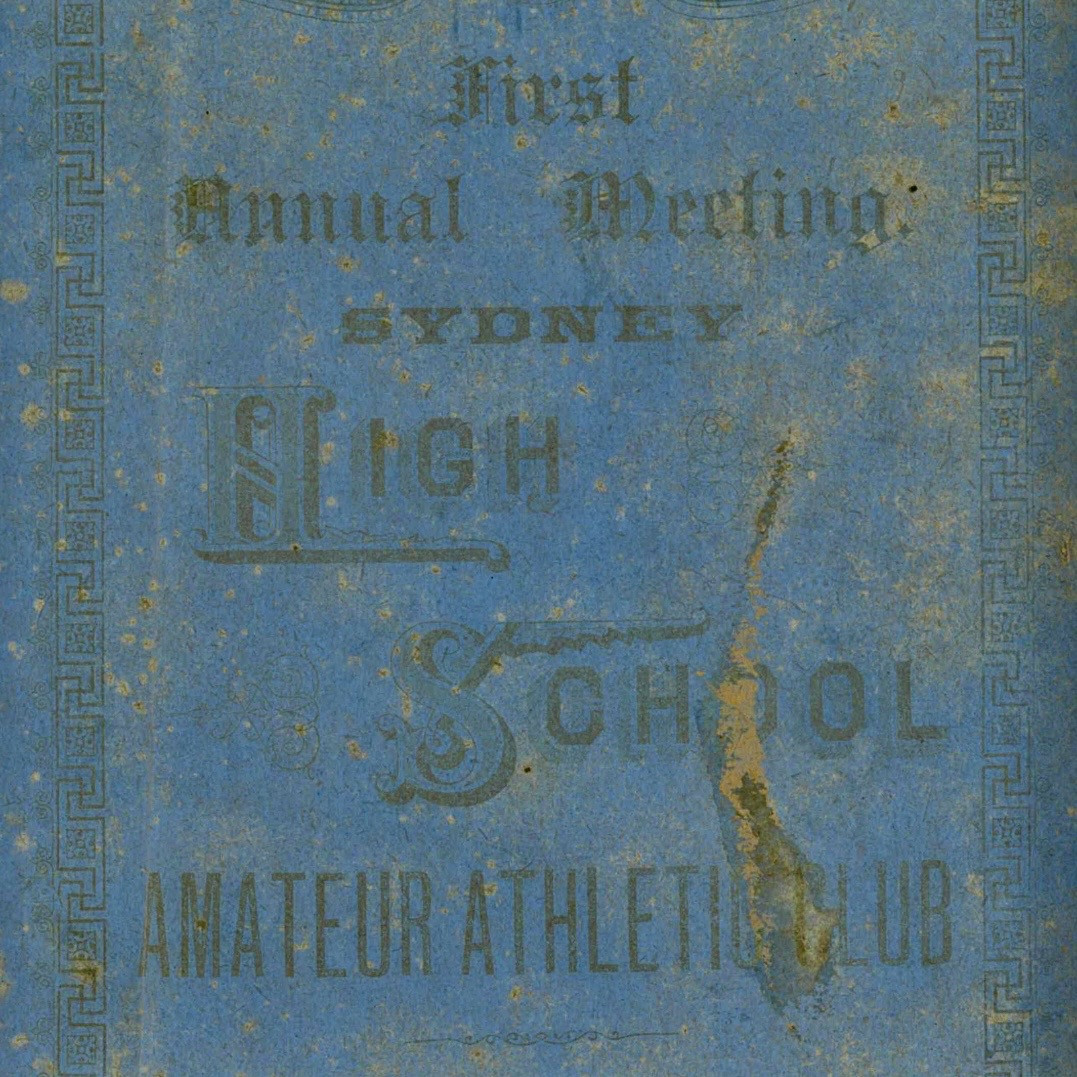 First
Annual Meeting.
SYDNEY
HIGH
SCHOOL
AMATEUR ATHLETIC CLUB